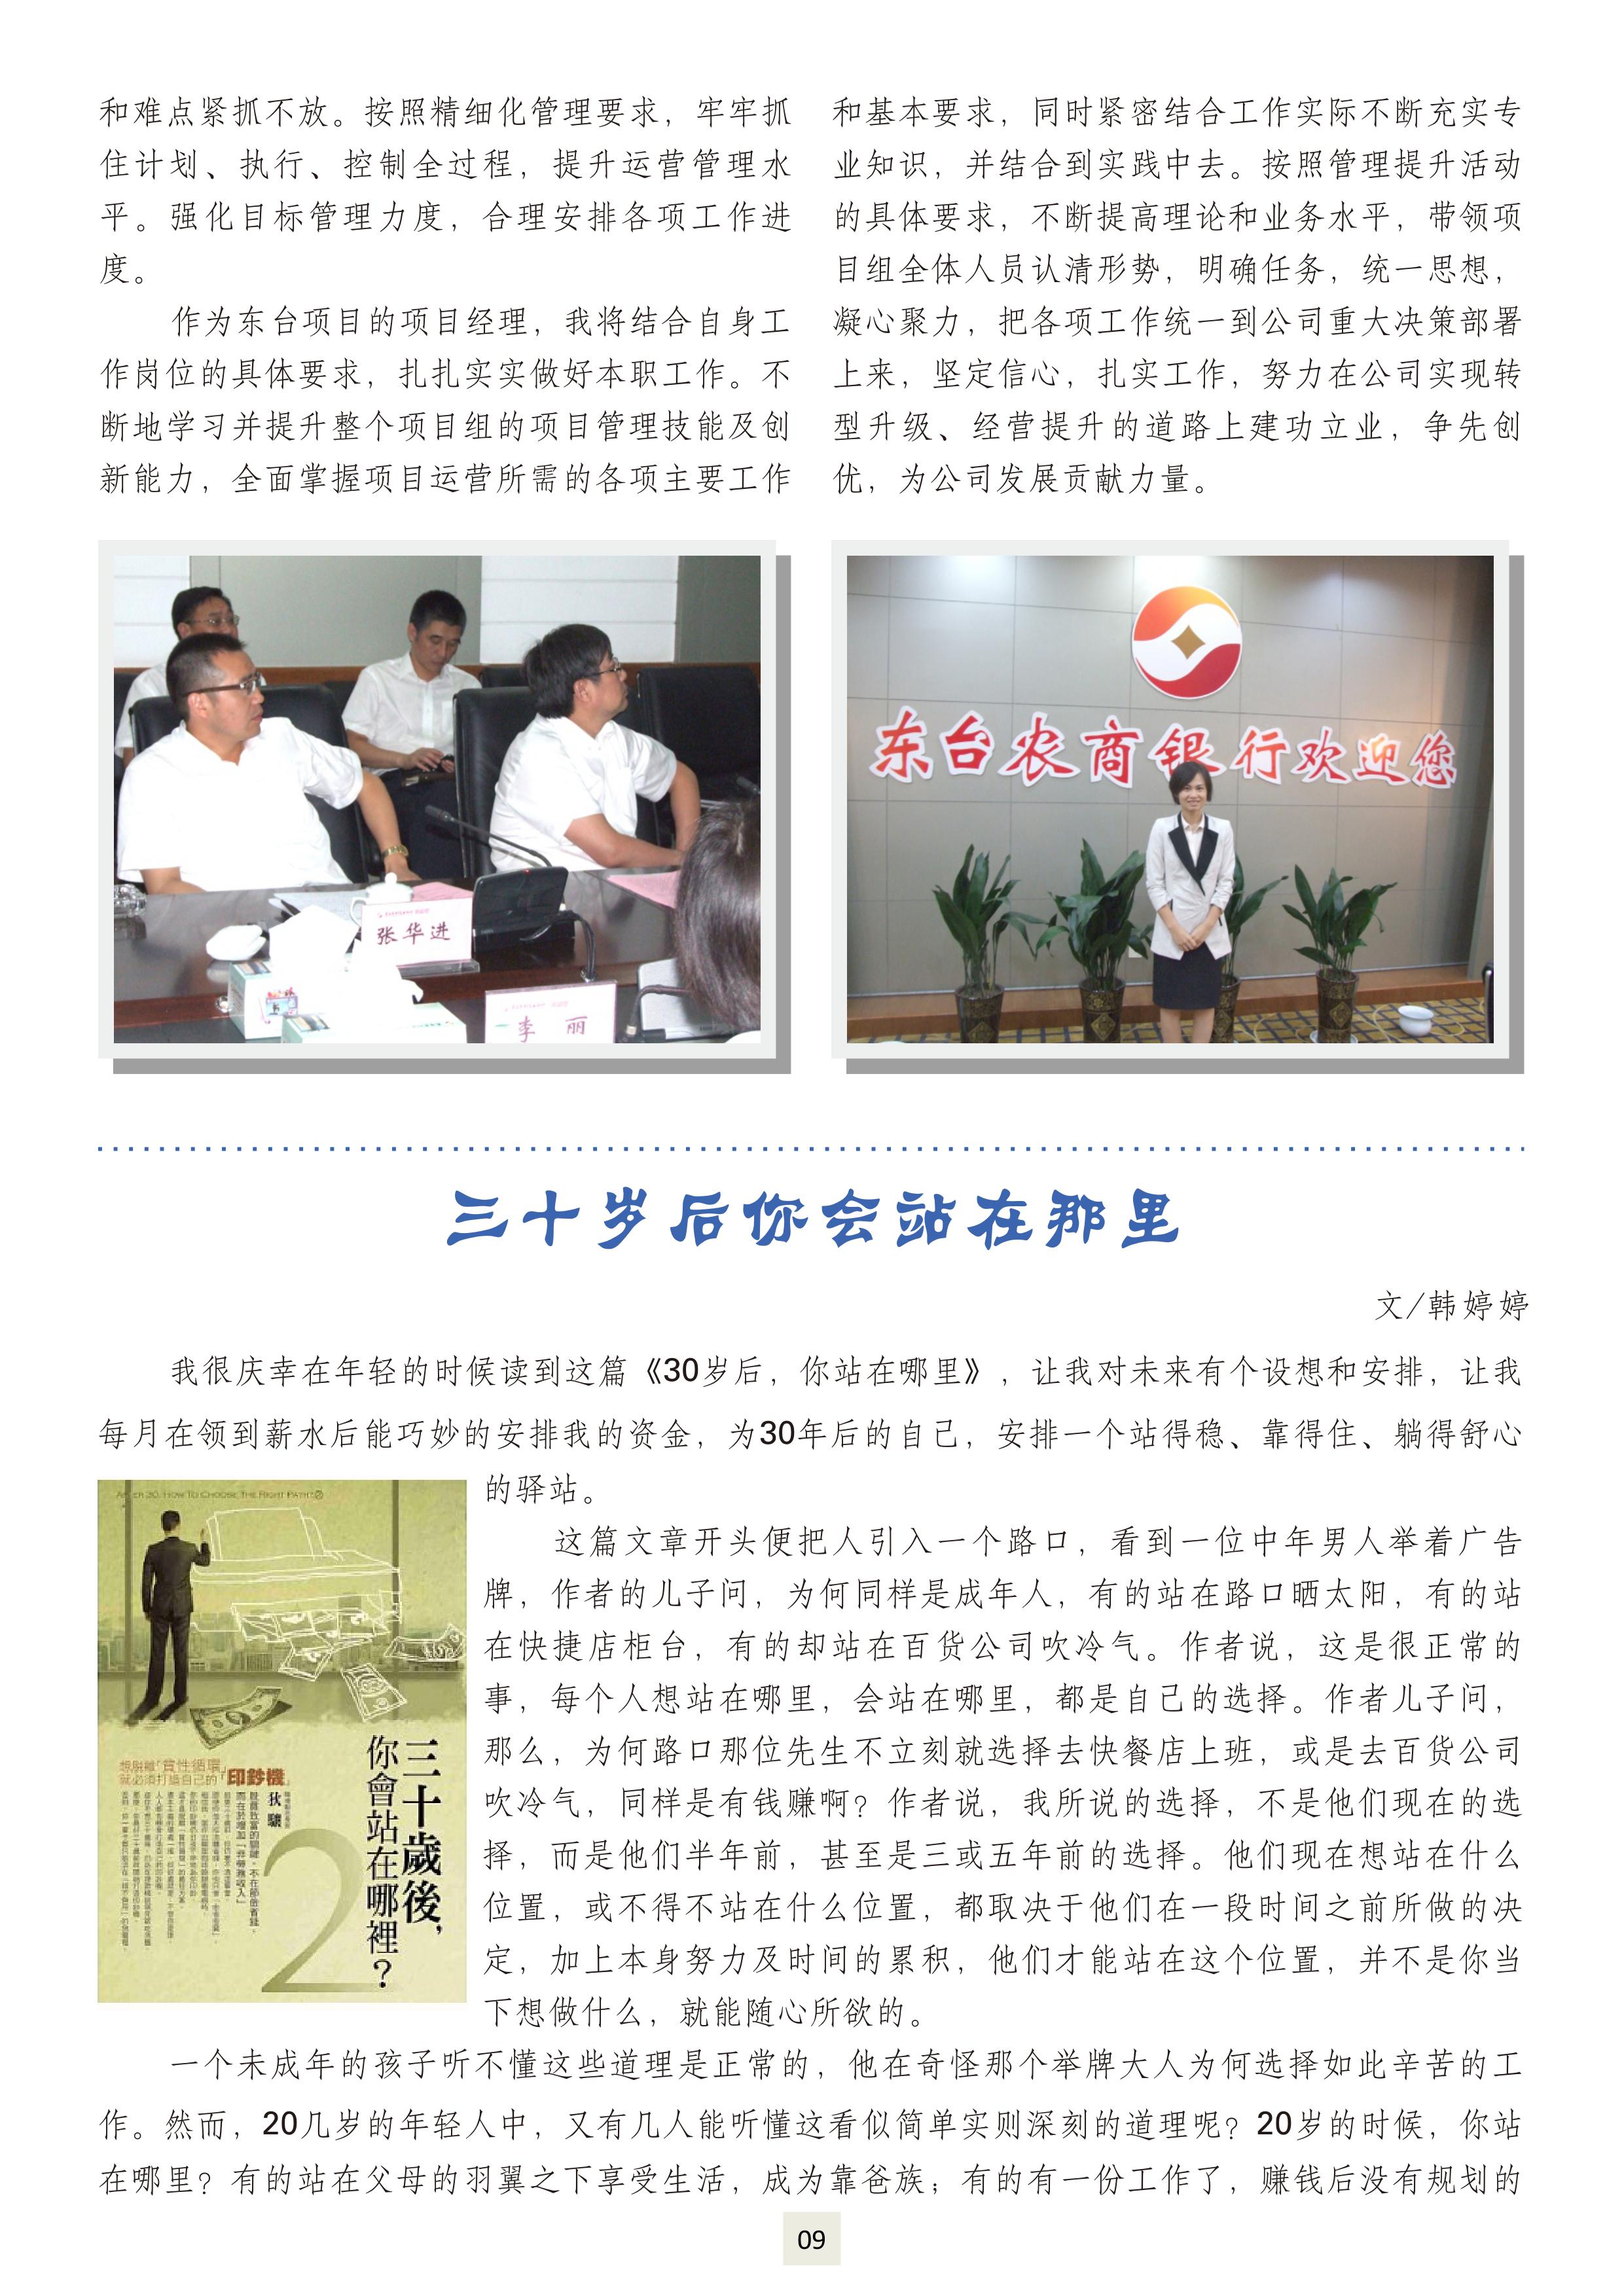 和难点紧抓不放。按照精细化管理要求，牢牢抓
住计划、执行、控制全过程，提升运营管理水
平。强化目标管理力度，合理安排各项工作进
度。
作为东台项目的项目经理，我将结合自身工
作岗位的具体要求，扎扎实实做好本职工作。不
断地学习并提升整个项目组的项目管理技能及创
新能力，全面掌握项目运营所需的各项主要工作
和基本要求，同时紧密结合工作实际不断充实专
业知识，并结合到实践中去。按照管理提升活动
的具体要求，不断提高理论和业务水平，带领项
目组全体人员认清形势，明确任务，统一思想，
凝心聚力，把各项工作统一到公司重大决策部署
上来，坚定信心，扎实工作，努力在公司实现转
型升级、经营提升的道路上建功立业，争先创
优，为公司发展贡献力量。
张华进
李 丽
东台农商银行欢迎您
三十岁后你会站在那里
文/韩婷婷
我很庆幸在年轻的时候读到这篇《30岁后，你站在哪里》，让我对未来有个设想和安排，让我
每月在领到薪水后能巧妙的安排我的资金，为30年后的自己，安排一个站得稳、靠得住、躺得舒心
的驿站。
这篇文章开头便把人引入一个路口，看到一位中年男人举着广告
牌，作者的儿子问，为何同样是成年人，有的站在路口晒太阳，有的站
在快捷店柜台，有的却站在百货公司吹冷气。作者说，这是很正常的
事，每个人想站在哪里，会站在哪里，都是自己的选择。作者儿子问，
那么，为何路口那位先生不立刻就选择去快餐店上班，或是去百货公司
吹冷气，同样是有钱赚啊？作者说，我所说的选择，不是他们现在的选
择，而是他们半年前，甚至是三或五年前的选择。他们现在想站在什么
位置，或不得不站在什么位置，都取决于他们在一段时间之前所做的决
定，加上本身努力及时间的累积，他们才能站在这个位置，并不是你当
下想做什么，就能随心所欲的。
AFTER 30, HOW TO CHOOSE THE RIGHT PATH? 2
三十歲後，
你會站在哪裡？
2
想脫離「貧性循環」
就必須打造自己的「印鈔機」
狄驤
一个未成年的孩子听不懂这些道理是正常的，他在奇怪那个举牌大人为何选择如此辛苦的工
作。然而，20几岁的年轻人中，又有几人能听懂这看似简单实则深刻的道理呢？20岁的时候，你站
在哪里？有的站在父母的羽翼之下享受生活，成为靠爸族；有的有一份工作了，赚钱后没有规划的
09